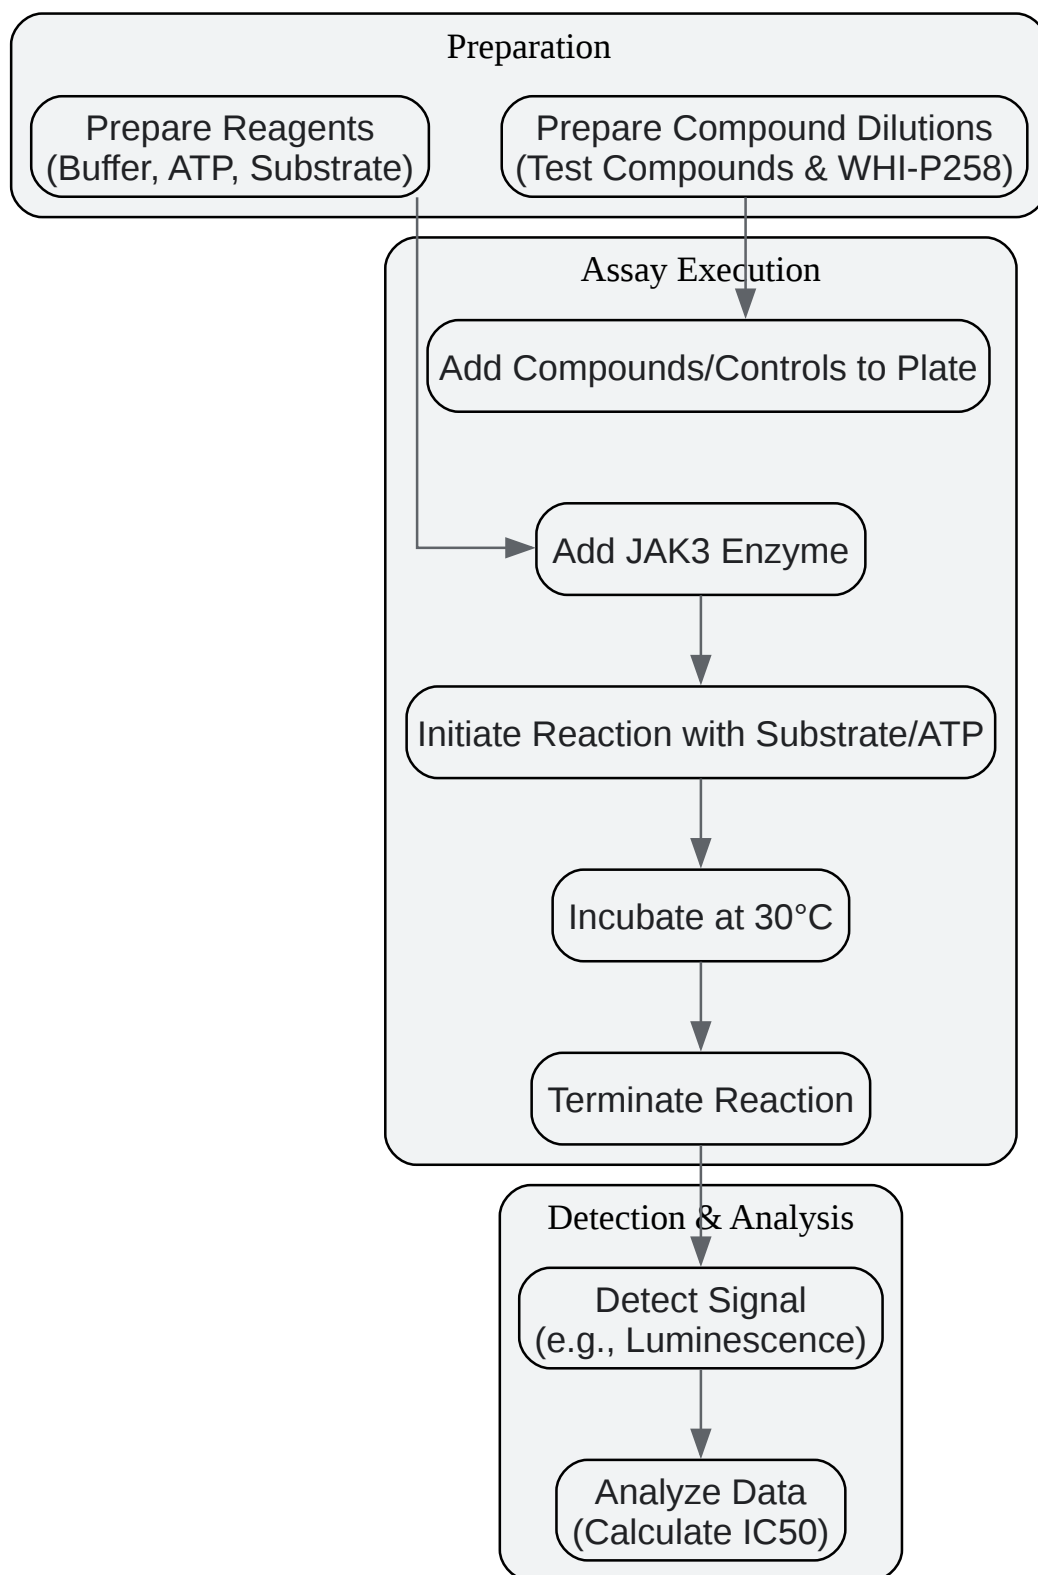 Preparation
Prepare Reagents
(Buffer, ATP, Substrate)
Prepare Compound Dilutions
(Test Compounds & WHI-P258)
Assay Execution
Add Compounds/Controls to Plate
Add JAK3 Enzyme
Initiate Reaction with Substrate/ATP
Incubate at 30°C
Terminate Reaction
Detection & Analysis
Detect Signal
(e.g., Luminescence)
Analyze Data
(Calculate IC50)